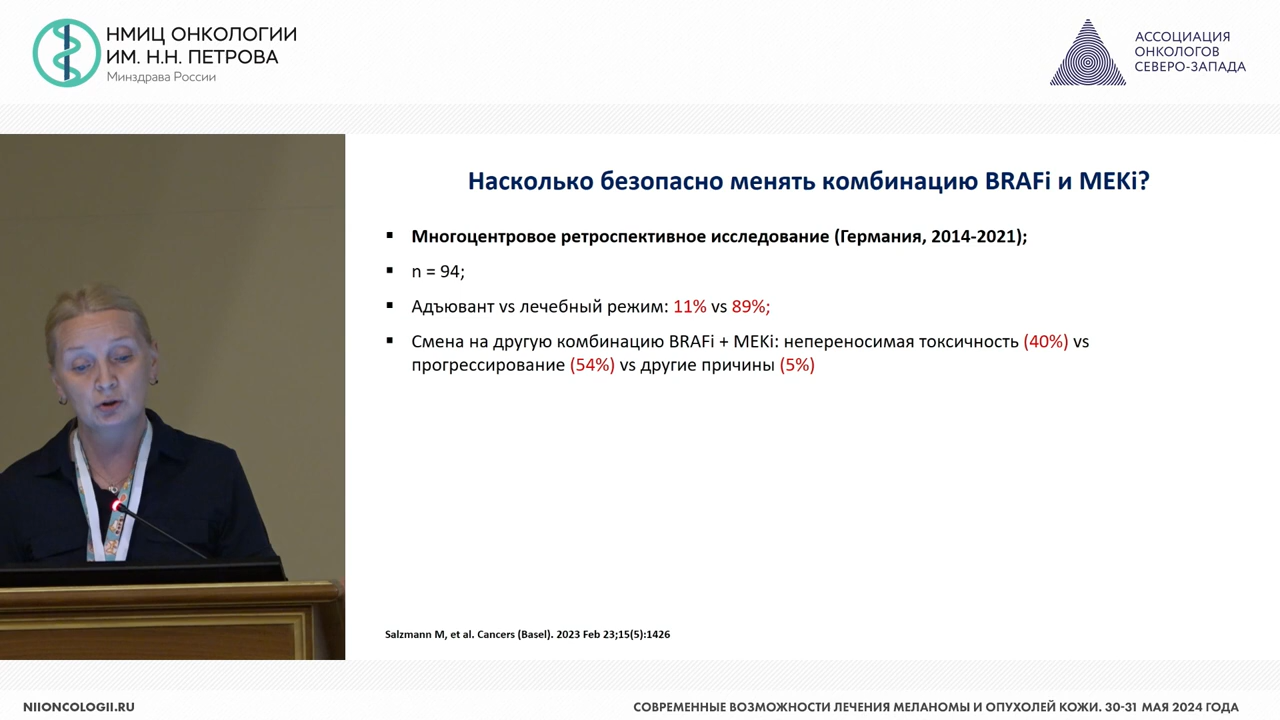 НМИЦ ОНКОЛОГИИ
ИМ. Н.Н. ПЕТРОВА
Минздрава России
АССОЦИАЦИЯ
ОНКОЛОГОВ
СЕВЕРО-ЗАПАДА
Насколько безопасно менять комбинацию BRAFi и MEKi?
▪ Многоцентровое ретроспективное исследование (Германия, 2014-2021);
▪ n = 94;
▪ Адъювант vs лечебный режим: 11% vs 89%;
▪ Смена на другую комбинацию BRAFi + MEKi: непереносимая токсичность (40%) vs
прогрессирование (54%) vs другие причины (5%)
Salzmann M, et al. Cancers (Basel). 2023 Feb 23;15(5):1426
NIIONCOLOGII.RU
СОВРЕМЕННЫЕ ВОЗМОЖНОСТИ ЛЕЧЕНИЯ МЕЛАНОМЫ И ОПУХОЛЕЙ КОЖИ. 30-31 МАЯ 2024 ГОДА